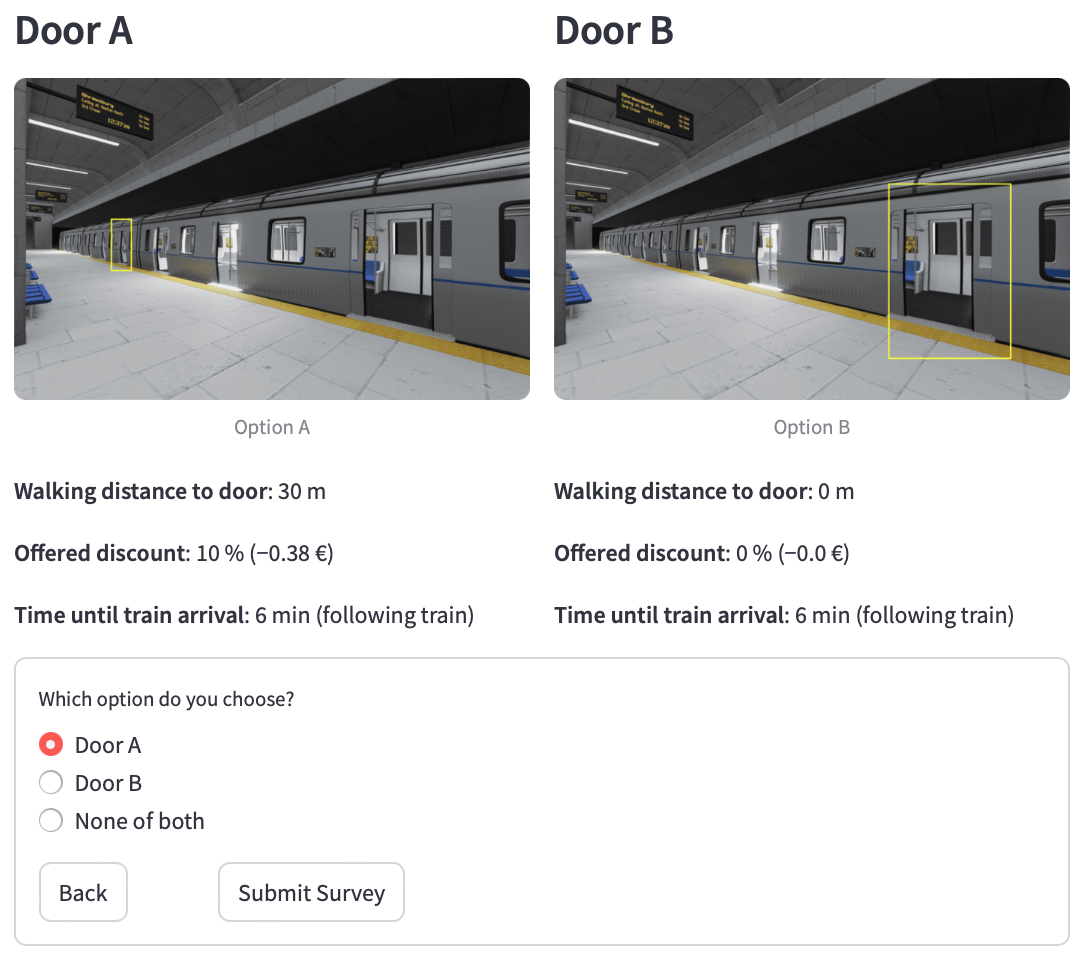 Door A
Door B
Option A
Option B
Walking distance to door: 30 m
Walking distance to door: 0 m
Offered discount: 10 % (−0.38 €)
Offered discount: 0 % (−0.0 €)
Time until train arrival: 6 min (following train)
Time until train arrival: 6 min (following train)
Which option do you choose?
Door A
Door B
None of both
Back
Submit Survey